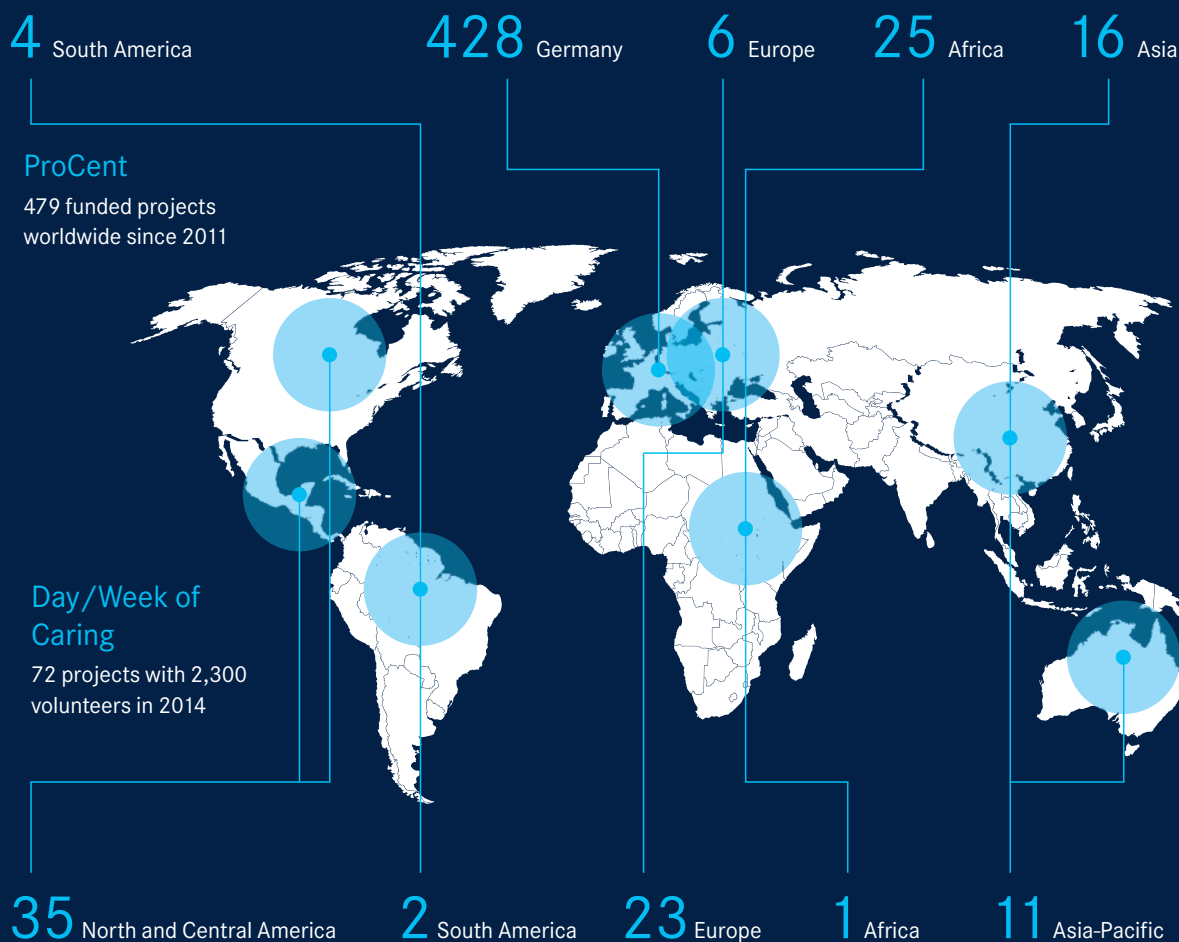 4 South America
428 Germany
6 Europe
25 Africa
16 Asia
ProCent
479 funded projects
worldwide since 2011
Day/Week of
Caring
72 projects with 2,300
volunteers in 2014
35 North and Central America
2 South America
23 Europe
1 Africa
11 Asia-Pacific